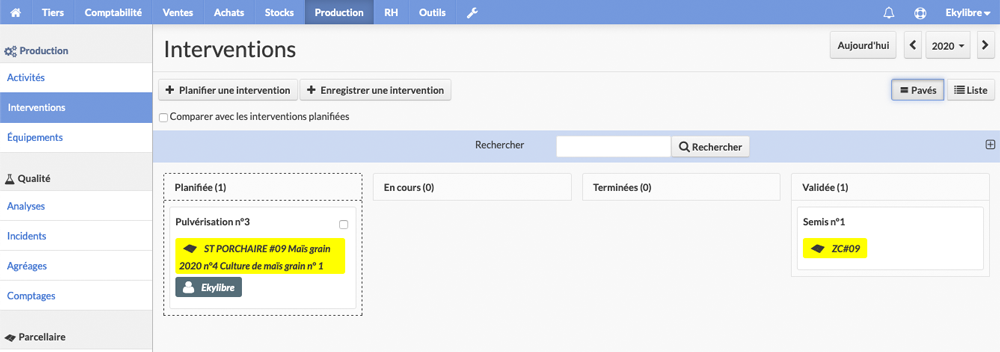 Tiers Comptabilité Ventes Achats Stocks Production RH Outils Ekylibre
Production
Activités
Interventions
Équipements
Qualité
Analyses
Incidents
Agréages
Comptages
Parcellaire
Interventions
Aujourd'hui 2020
Planifier une intervention Enregistrer une intervention Pavés Liste
Comparer avec les interventions planifiées
Rechercher Rechercher
Planifiée (1) En cours (0) Terminées (0) Validée (1)
Pulvérisation n°3
ST PORCHAIRE #09 Maïs grain
2020 n°4 Culture de maïs grain n° 1
Ekylibre
Semis n°1
ZC#09